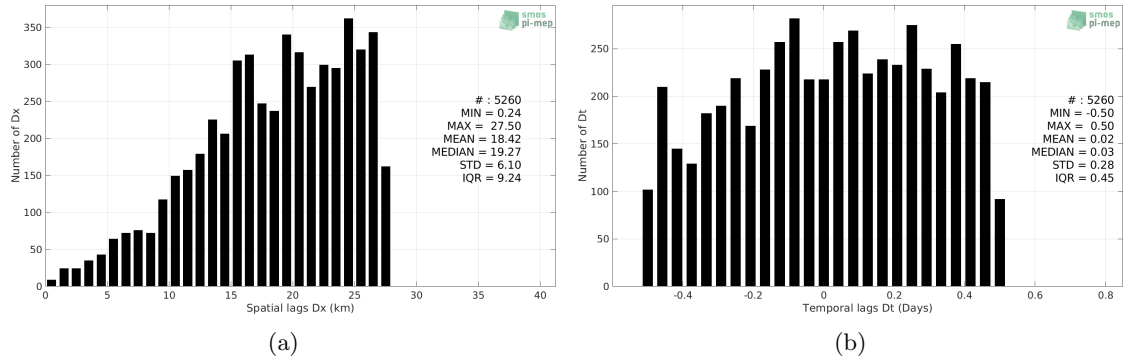 350
300
250
200
150
100
50
0
Number of Dx
0 5 10 15 20 25 30 35 40
Spatial lags Dx (km)
smos
pi-mep
# : 5260
MIN = 0.24
MAX = 27.50
MEAN = 18.42
MEDIAN = 19.27
STD = 6.10
IQR = 9.24
(a)
250
200
150
100
50
0
Number of Dt
-0.4 -0.2 0 0.2 0.4 0.6 0.8
Temporal lags Dt (Days)
smos
pi-mep
# : 5260
MIN = -0.50
MAX = 0.50
MEAN = 0.02
MEDIAN = 0.03
STD = 0.28
IQR = 0.45
(b)